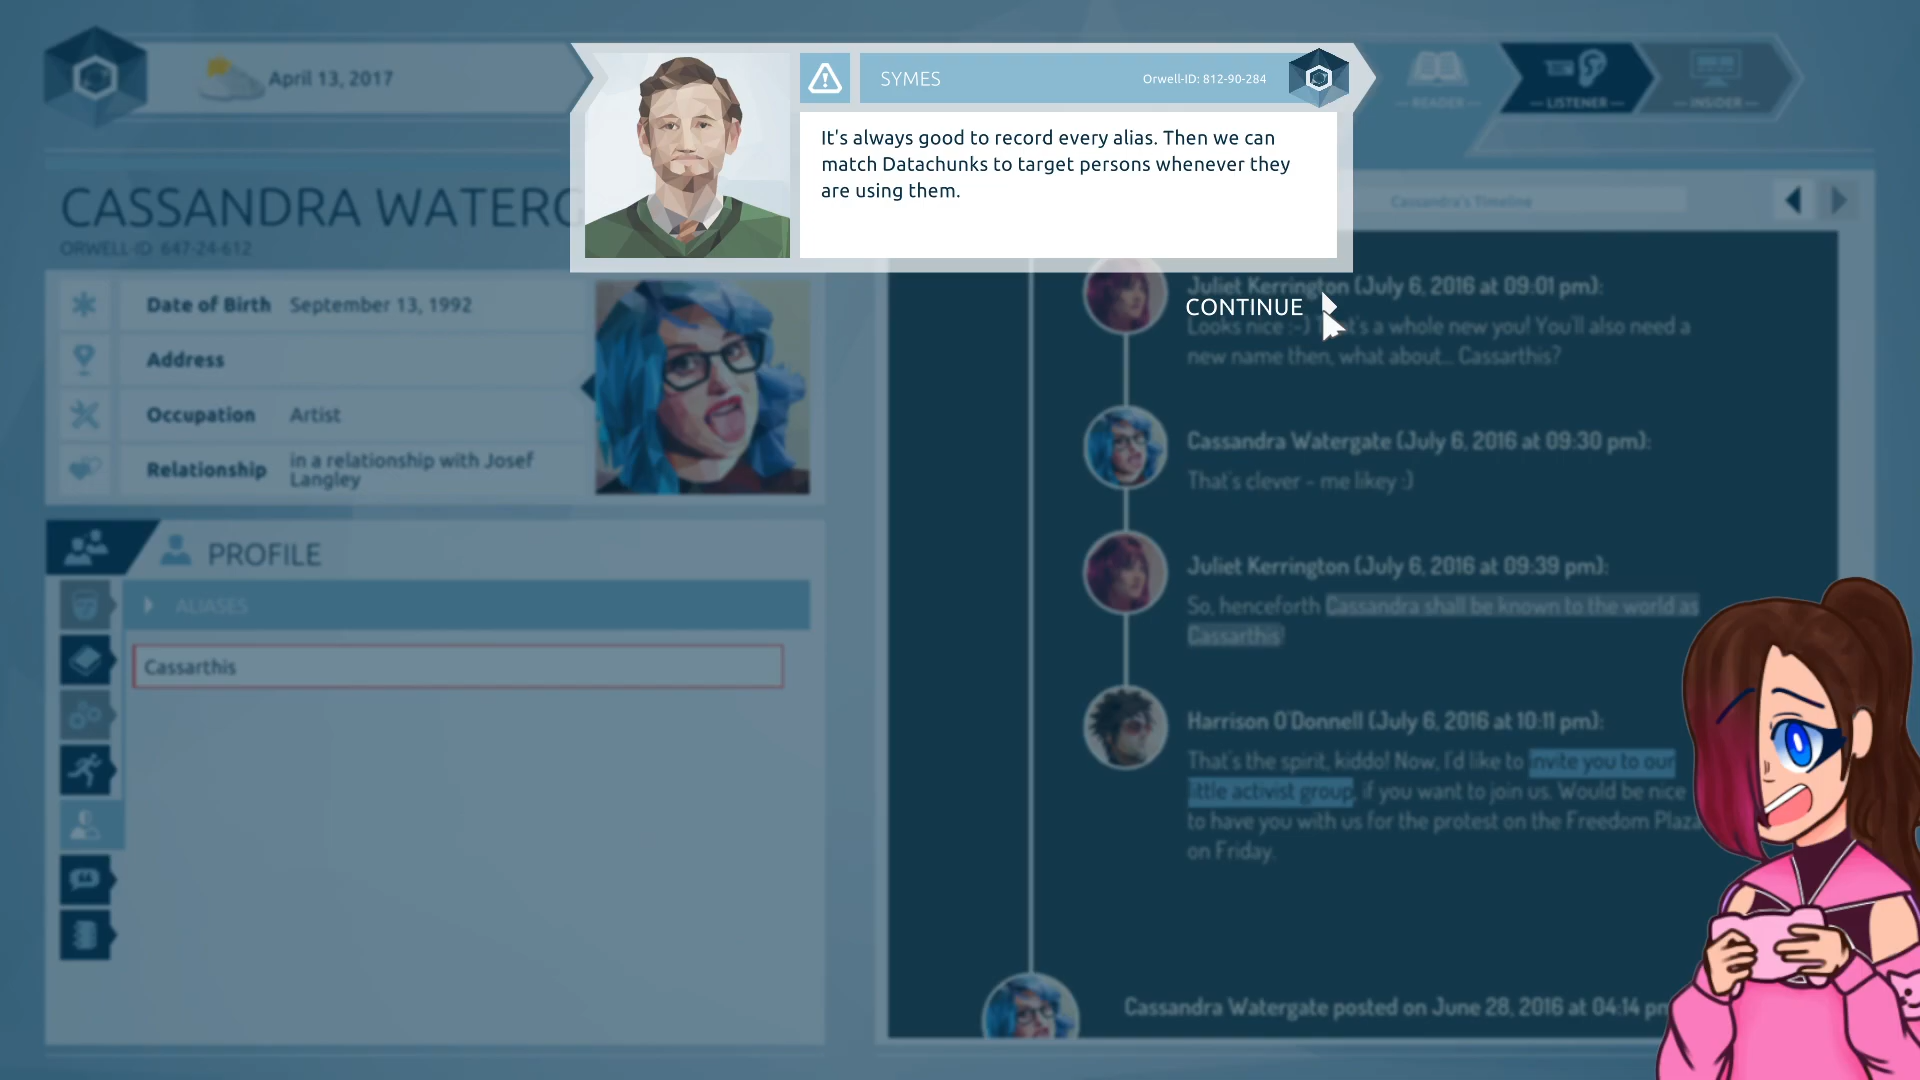 April 13, 2017
SYMES
Orwell-ID: 812-90-284
It's always good to record every alias. Then we can
match Datachunks to target persons whenever they
are using them.
CONTINUE
READER
LISTENER
INSIDER
CASSANDRA WATERG
ORWELL-ID 647-24-612
Date of Birth September 13, 1992
Address
Occupation Artist
Relationship in a relationship with Josef
Langley
PROFILE
ALIASES
Cassarthis
Cassandra's Timeline
Juliet Kerrington (July 6, 2016 at 09:01 pm):
Looks nice :-) That's a whole new you! You'll also need a
new name then, what about... Cassarthis?
Cassandra Watergate (July 6, 2016 at 09:30 pm):
That's clever - me likey :)
Juliet Kerrington (July 6, 2016 at 09:39 pm):
So, henceforth Cassandra shall be known to the world as
Cassarthis!
Harrison O'Donnell (July 6, 2016 at 10:11 pm):
That's the spirit, kiddo! Now, I'd like to invite you to our
little activist group, if you want to join us. Would be nice
to have you with us for the protest on the Freedom Plaza
on Friday.
Cassandra Watergate posted on June 28, 2016 at 04:14 pm